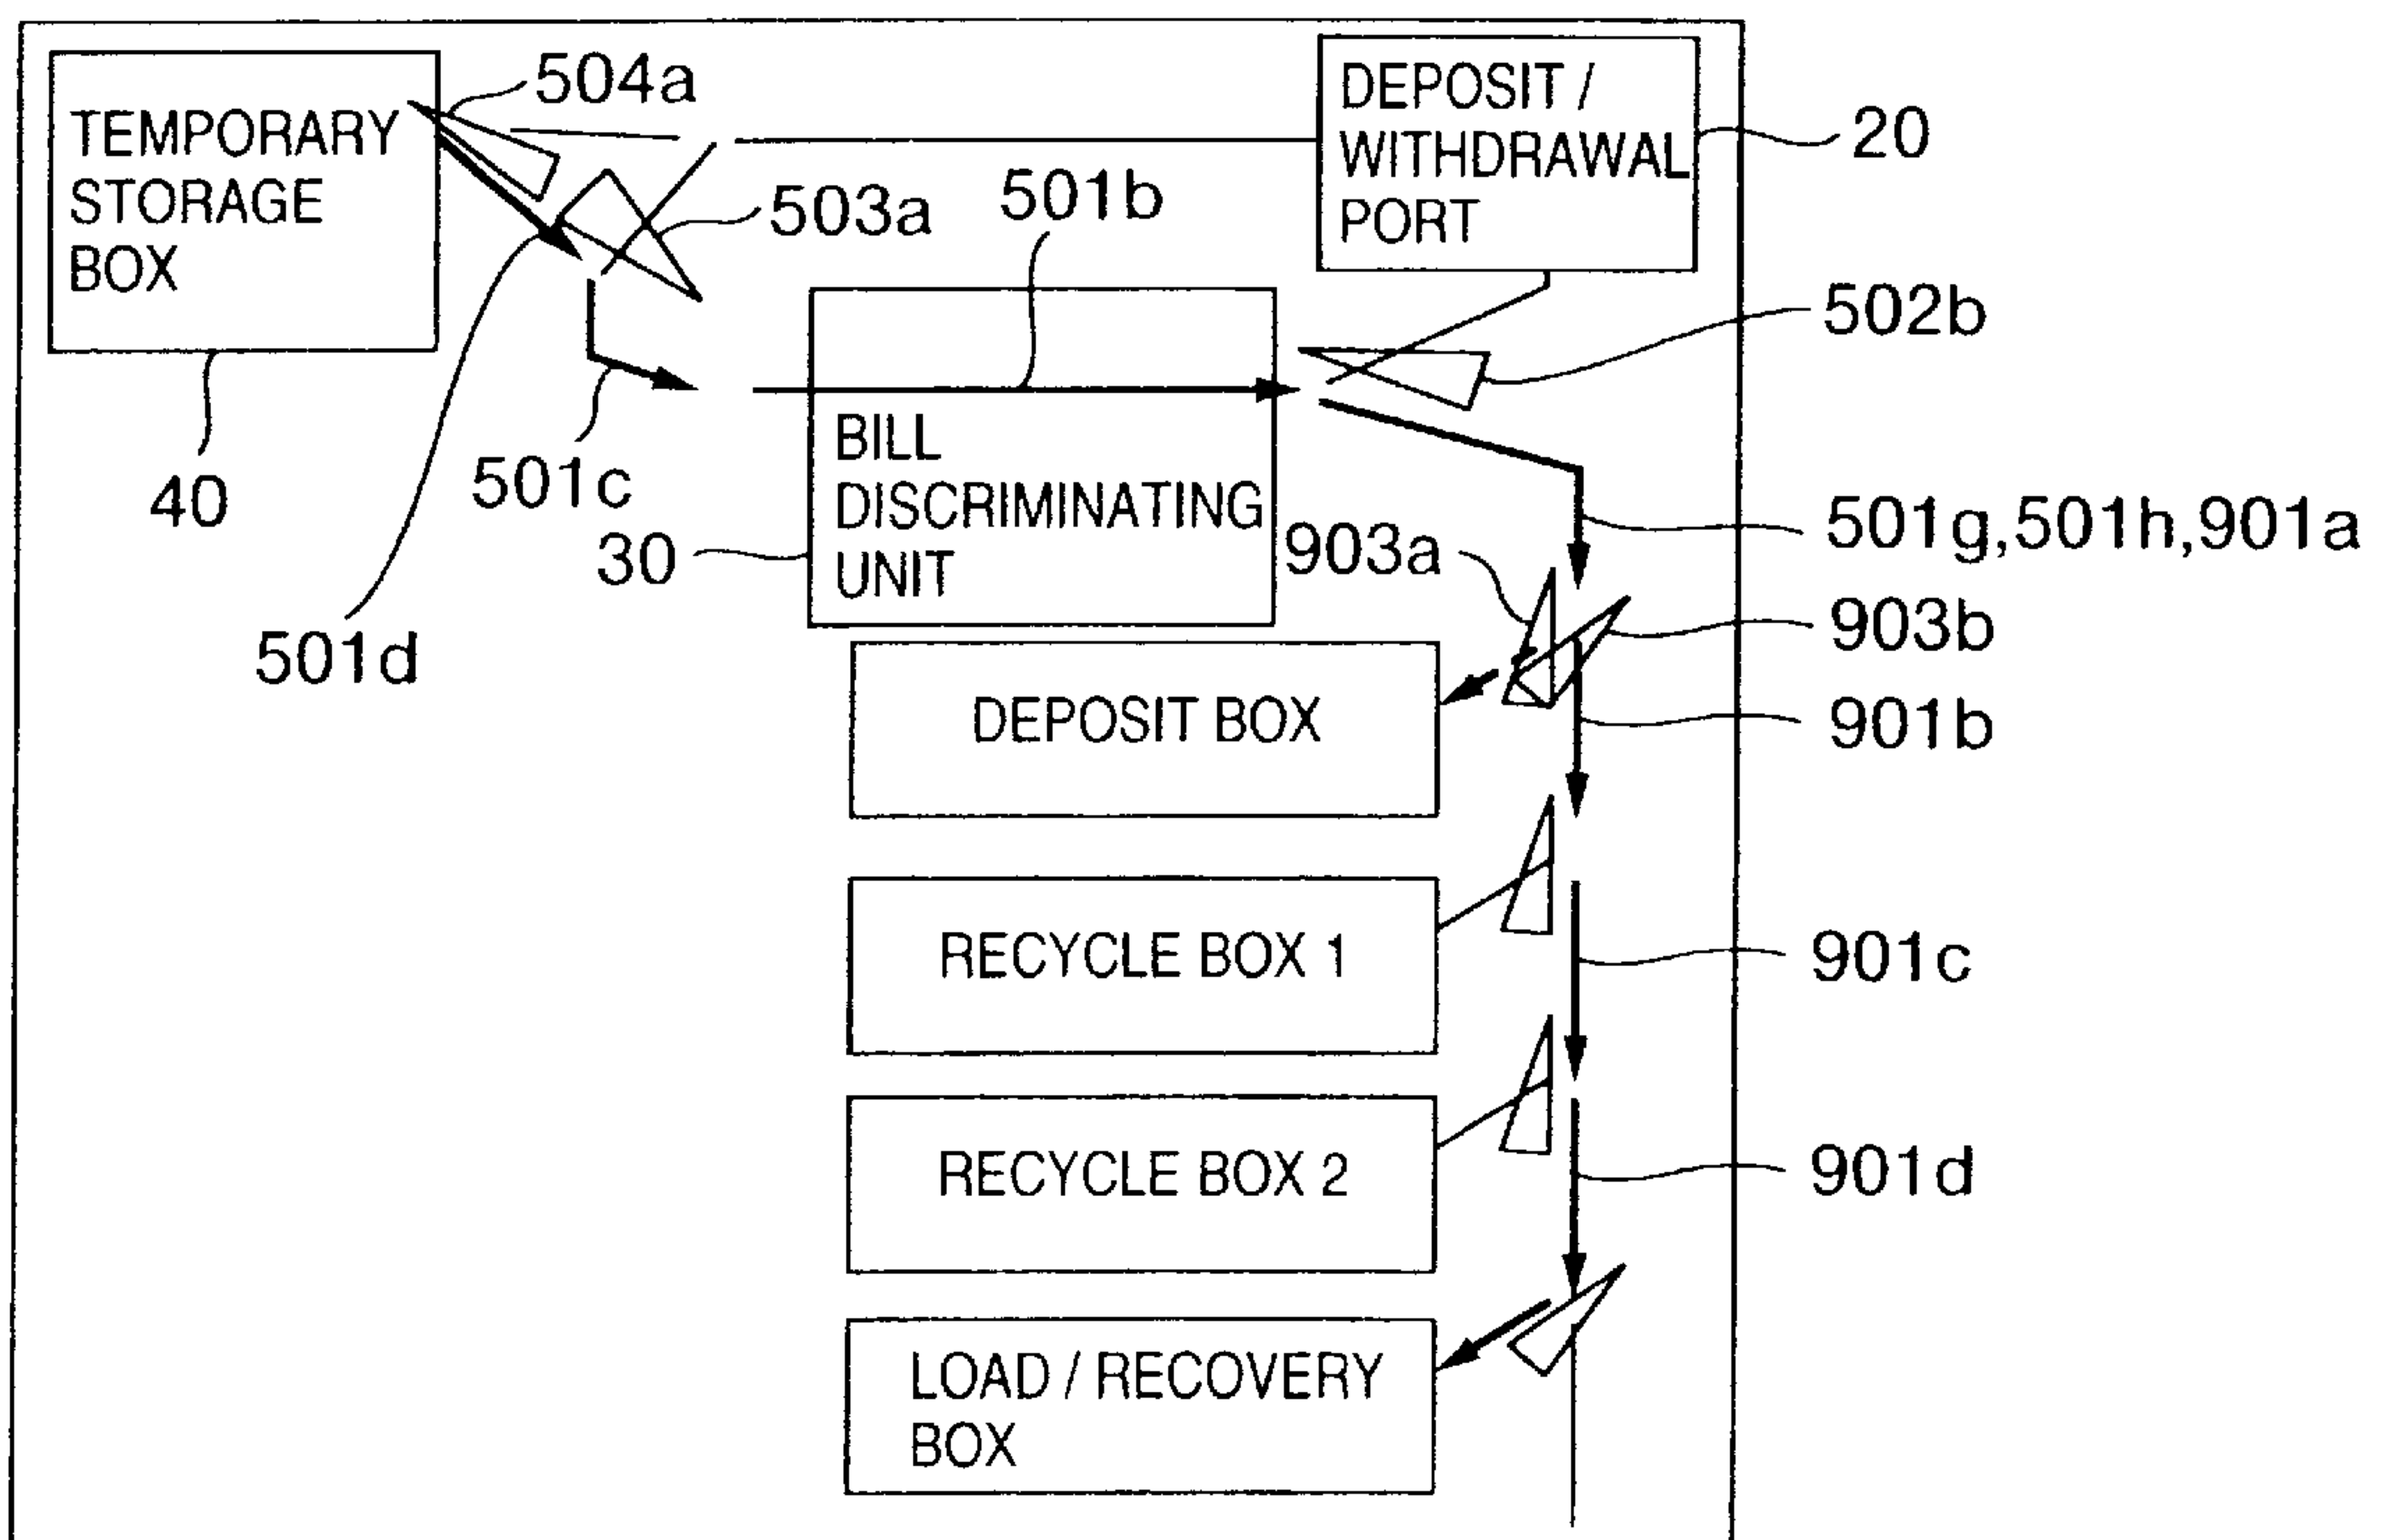 504a
DEPOSIT /
WITHDRAWAL
PORT
20
TEMPORARY
STORAGE
BOX
503a
501b
502b
40
501c
30
BILL
DISCRIMINATING
UNIT
903a
501g,501h,901a
903b
501d
DEPOSIT BOX
901b
RECYCLE BOX 1
901c
RECYCLE BOX 2
901d
LOAD / RECOVERY
BOX